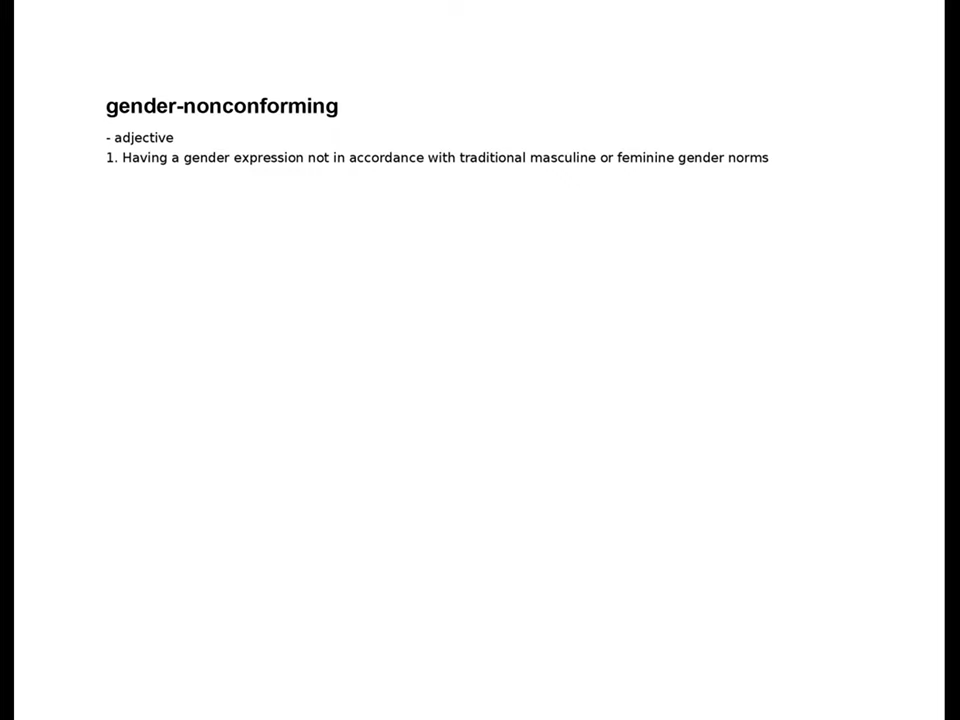 gender-nonconforming
- adjective
1. Having a gender expression not in accordance with traditional masculine or feminine gender norms